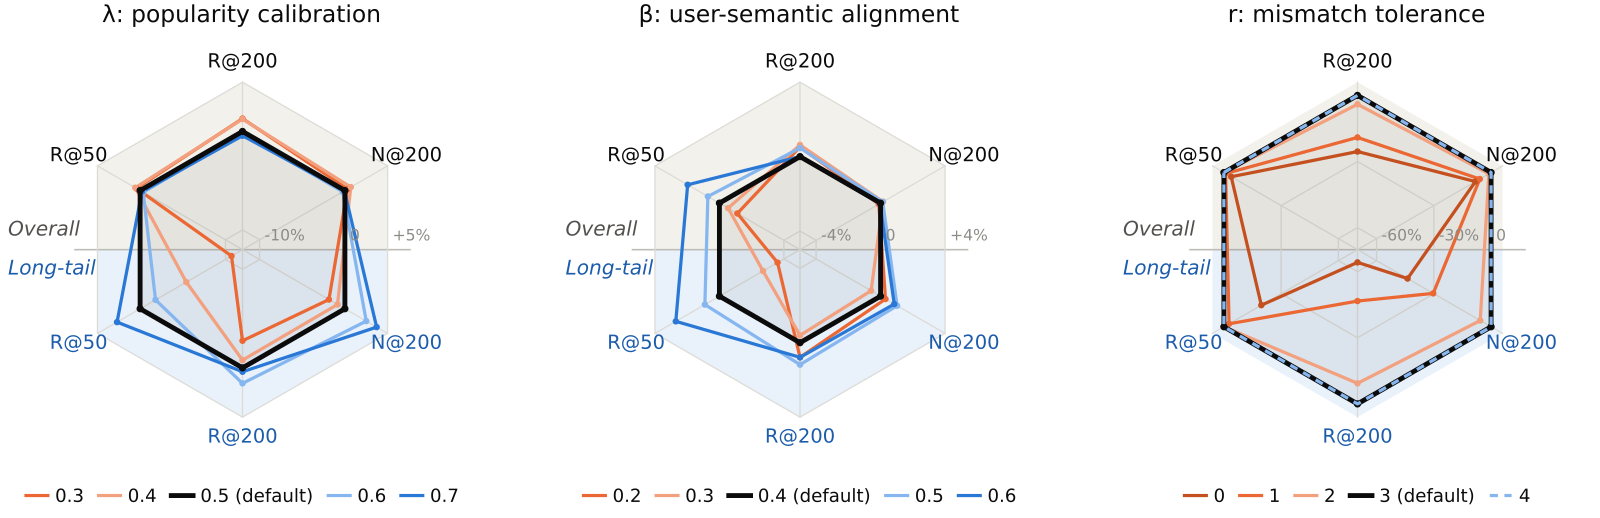 λ: popularity calibration
R@200
R@50
N@200
-10%
0
+5%
Overall
Long-tail
R@50
N@200
R@200
0.3
0.4
0.5 (default)
0.6
0.7
β: user-semantic alignment
R@200
R@50
N@200
-4%
0
+4%
Overall
Long-tail
R@50
N@200
R@200
0.2
0.3
0.4 (default)
0.5
0.6
r: mismatch tolerance
R@200
R@50
N@200
-60%
-30%
0
Overall
Long-tail
R@50
N@200
R@200
0
1
2
3 (default)
4